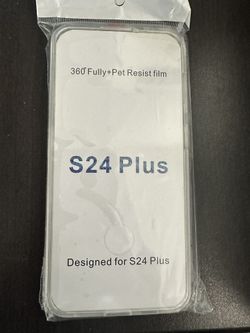 360°Fully+Pet Resist film
S24 Plus
Designed for S24 Plus